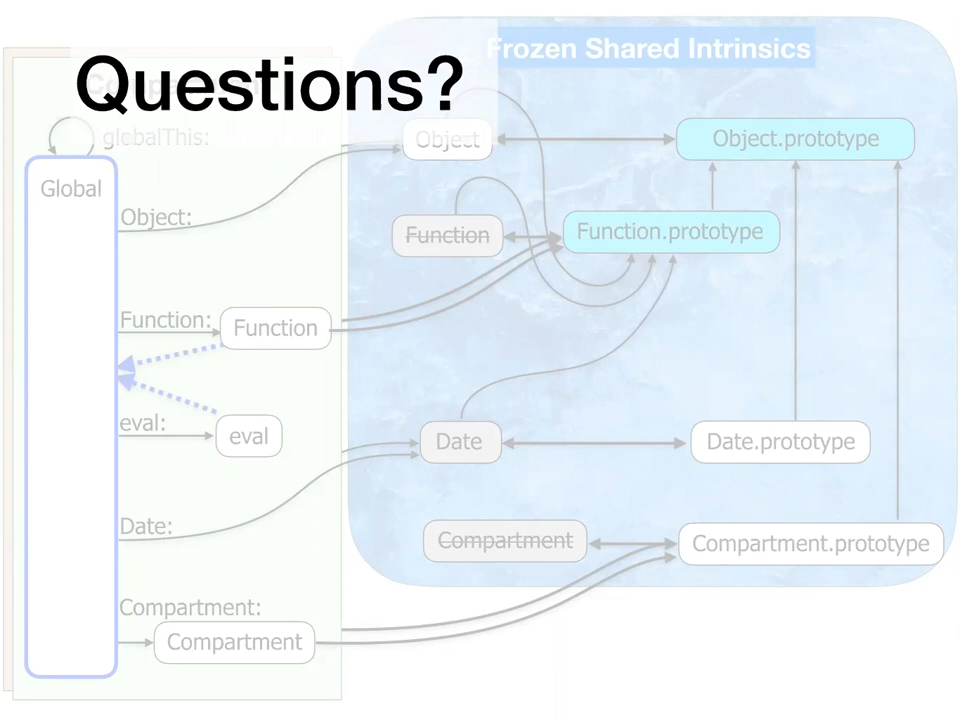 Frozen Shared Intrinsics
Questions?
globalThis:
Object
Object.prototype
Global
Object:
Function
Function.prototype
Function:
Function
eval:
eval
Date
Date.prototype
Date:
Compartment
Compartment.prototype
Compartment:
Compartment